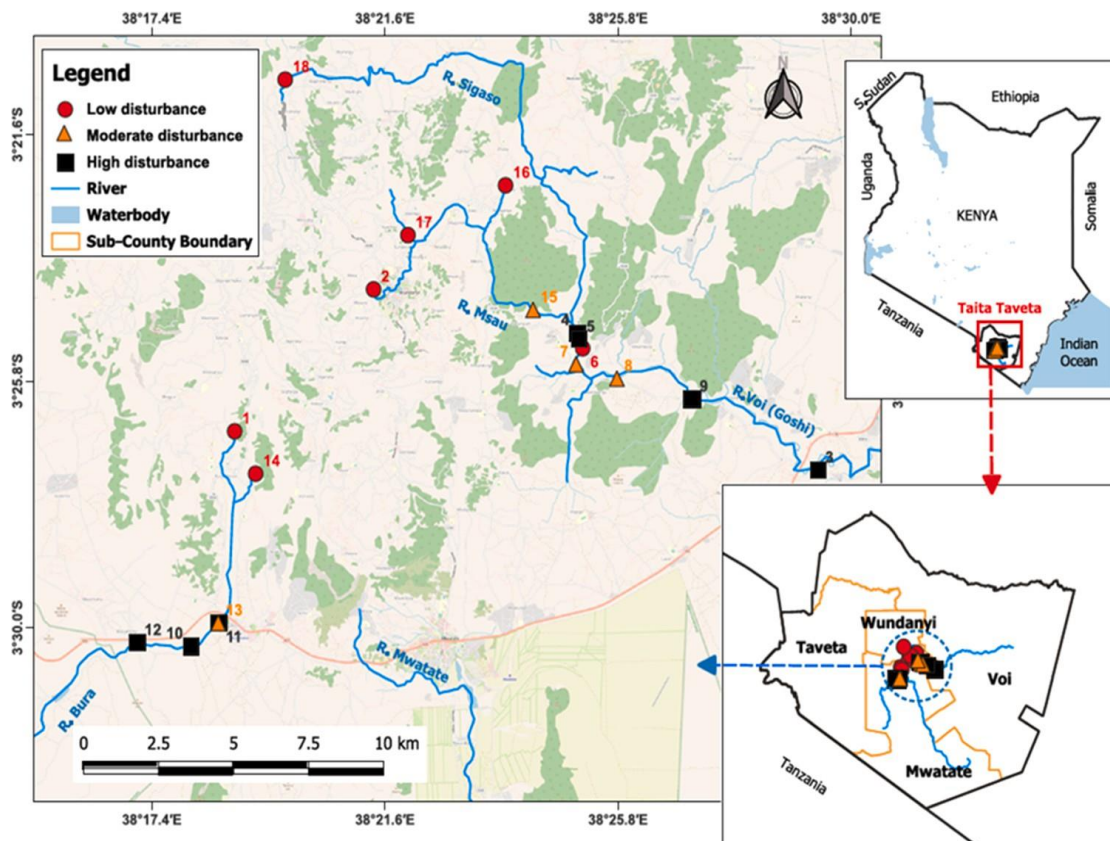 38°17.4'E
38°21.6'E
38°25.8'E
38°30.0'E
3°21.6'S
3°25.8'S
3°30.0'S
Legend
Low disturbance
Moderate disturbance
High disturbance
River
Waterbody
Sub-County Boundary
18
R. Sigaso
N
16
17
2
R. Msau
15
4
5
7
6
8
9
R.Voi (Goshi)
3
1
14
13
12
10
11
R. Bura
R. Mwatate
0
2.5
5
7.5
10 km
38°17.4'E
38°21.6'E
38°25.8'E
S.Sudan
Ethiopia
Uganda
KENYA
Somalia
Tanzania
Taita Taveta
Indian
Ocean
3
Wundanyi
Taveta
Voi
Mwatate
Tanzania